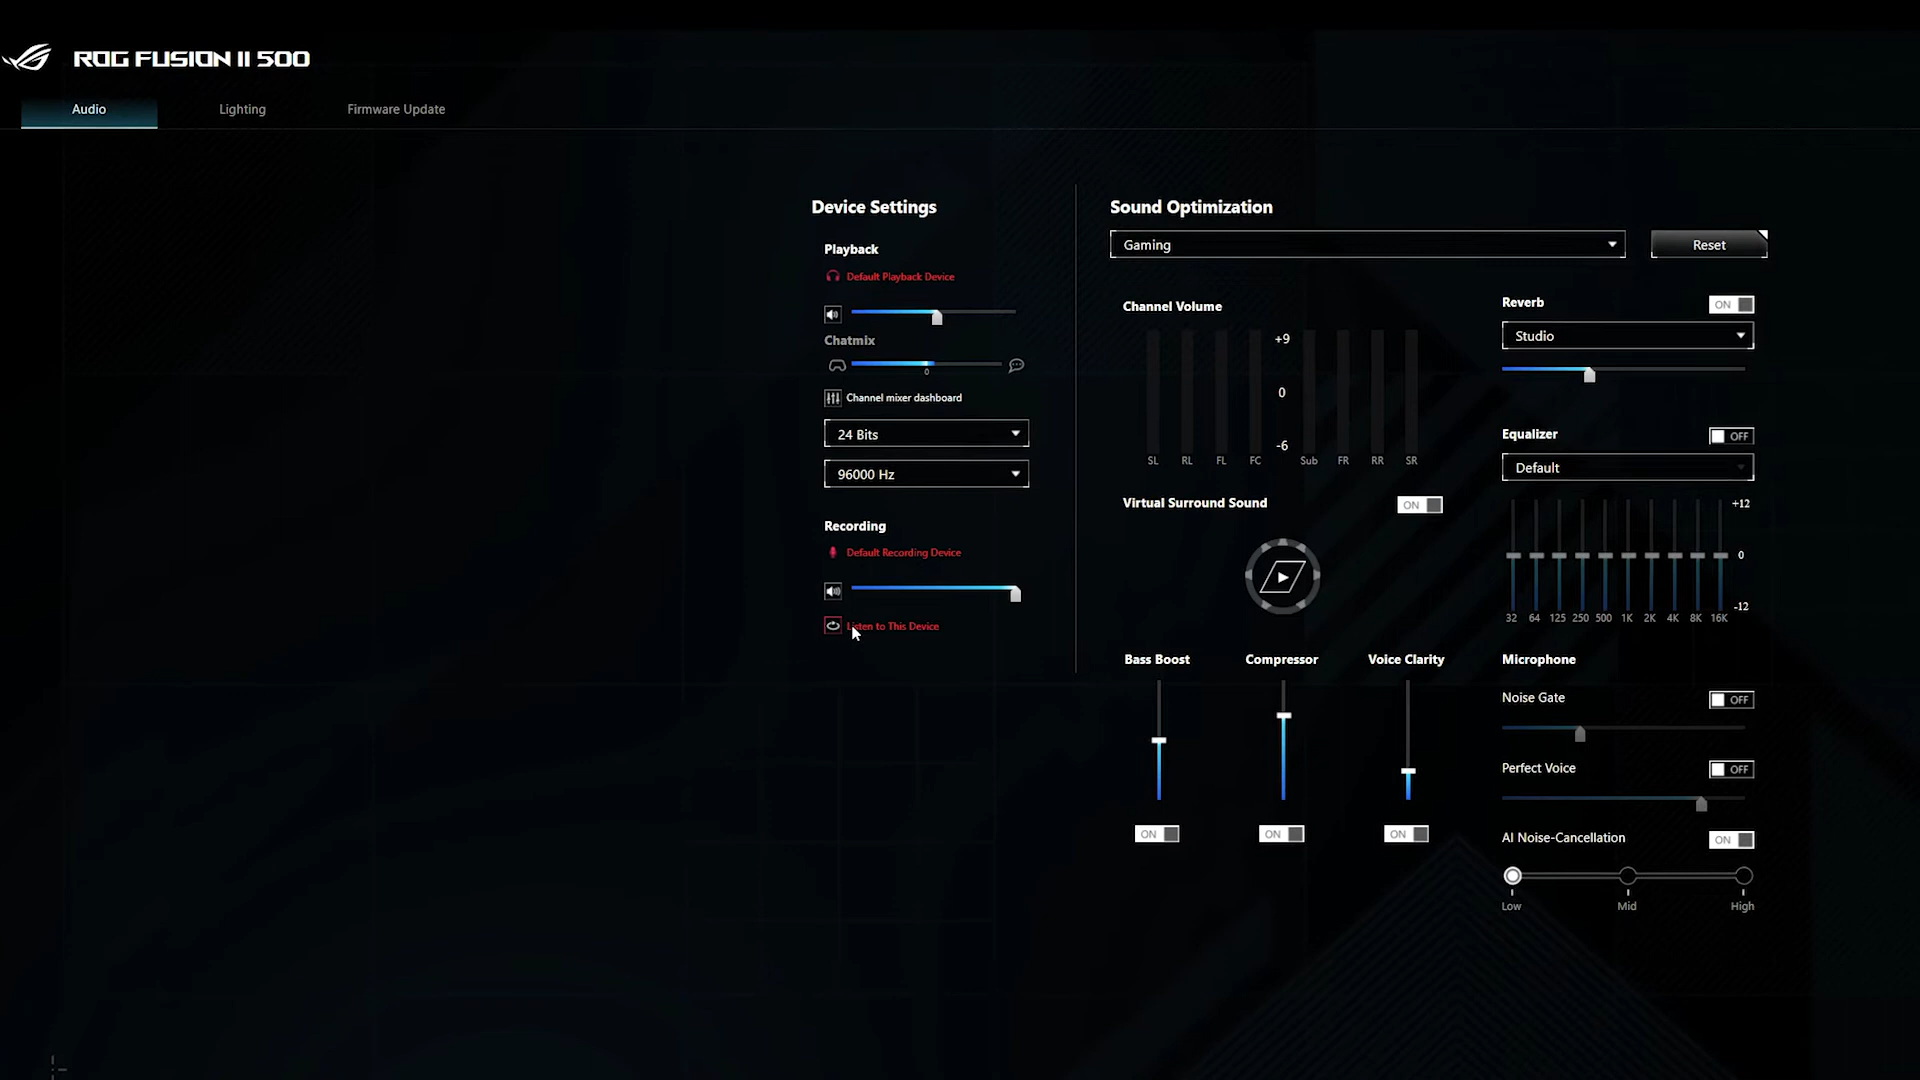 ROG FUSION II 500
Audio
Lighting
Firmware Update
Device Settings
Playback
Default Playback Device
Chatmix
0
Channel mixer dashboard
24 Bits
96000 Hz
Recording
Default Recording Device
Listen to This Device
Sound Optimization
Gaming
Reset
Channel Volume
+9
0
-6
SL RL FL FC Sub FR RR SR
Virtual Surround Sound
ON
Bass Boost
Compressor
Voice Clarity
ON
ON
ON
Reverb
ON
Studio
Equalizer
OFF
Default
+12
0
-12
32 64 125 250 500 1K 2K 4K 8K 16K
Microphone
Noise Gate
OFF
Perfect Voice
OFF
AI Noise-Cancellation
ON
Low
Mid
High